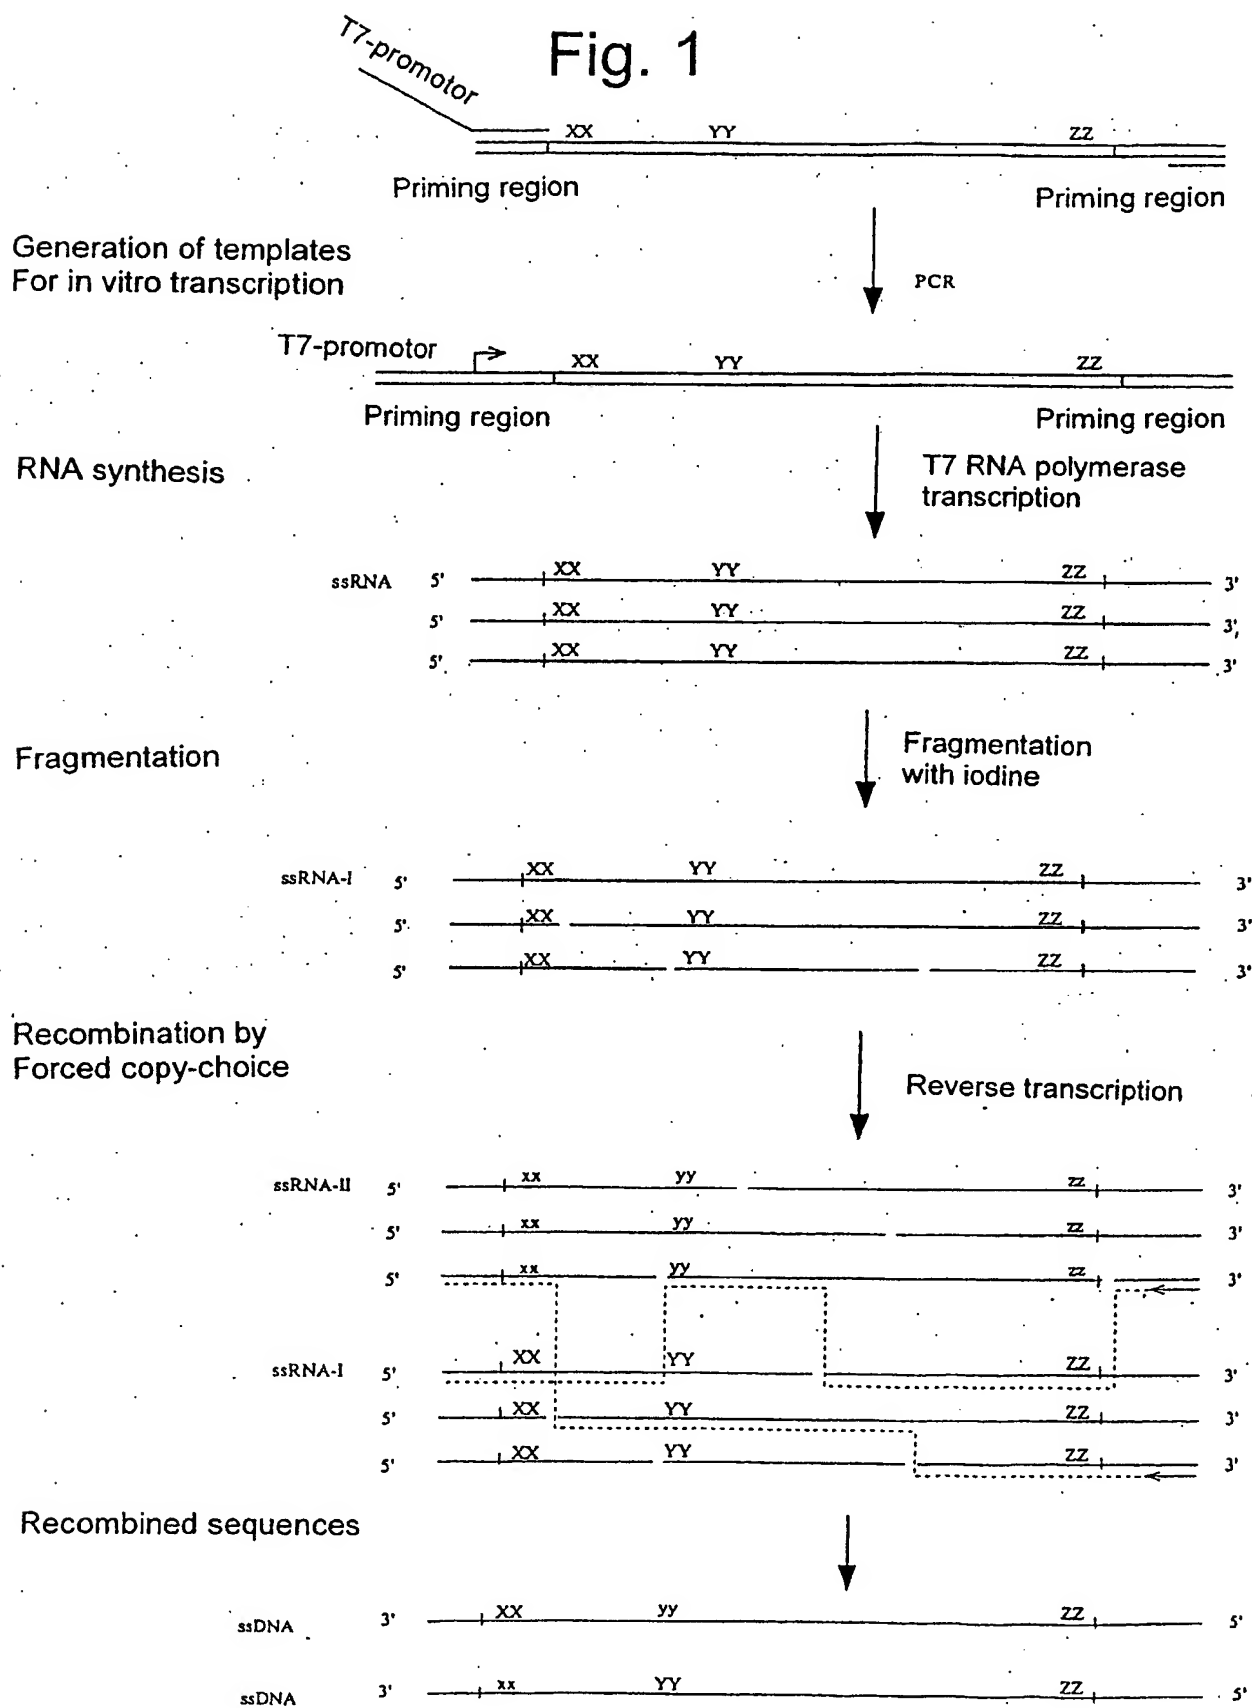 Fig. 1
T7-promotor
XX YY ZZ
Priming region Priming region
Generation of templates
For in vitro transcription
PCR
T7-promotor
XX YY ZZ
Priming region Priming region
RNA synthesis
T7 RNA polymerase
transcription
ssRNA 5' XX YY ZZ 3'
5' XX YY ZZ 3'
5' XX YY ZZ 3'
Fragmentation
Fragmentation
with iodine
ssRNA-I 5' XX YY ZZ 3'
5' XX YY ZZ 3'
5' XX YY ZZ 3'
Recombination by
Forced copy-choice
Reverse transcription
ssRNA-II 5' xx yy zz 3'
5' xx yy zz 3'
5' xx yy zz 3'
ssRNA-I 5' XX YY ZZ 3'
5' XX YY ZZ 3'
5' XX YY ZZ 3'
Recombined sequences
ssDNA 3' XX yy ZZ 5'
ssDNA 3' xx YY ZZ 5'